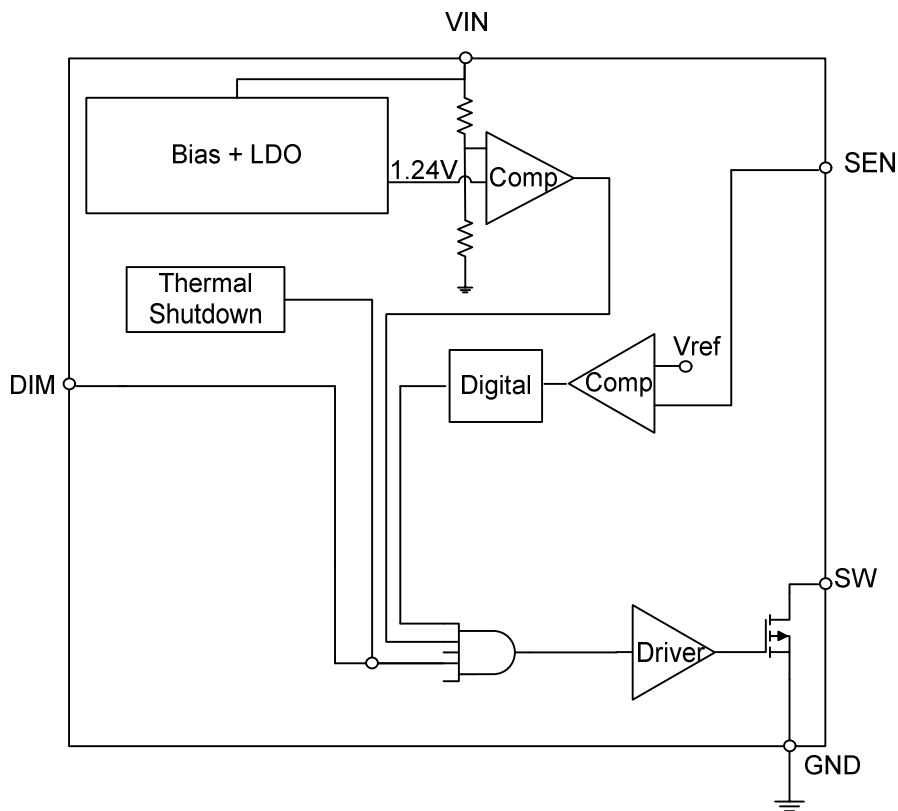 VIN
Bias + LDO
1.24V
Comp
SEN
Thermal
Shutdown
Vref
DIM
Digital
Comp
SW
Driver
GND